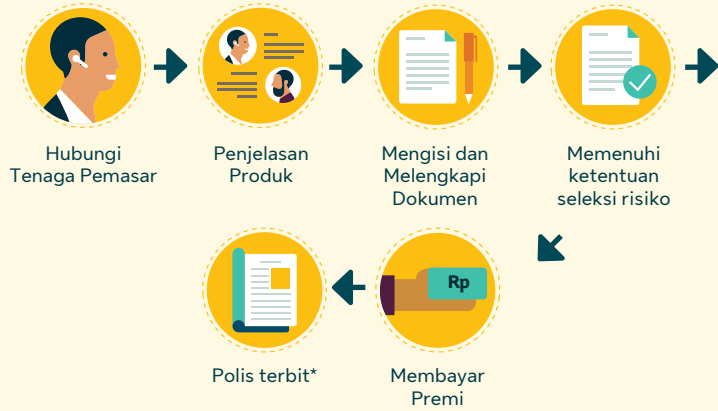 Hubungi
Tenaga Pemasar
Penjelasan
Produk
Mengisi dan
Melengkapi
Dokumen
Memenuhi
ketentuan
seleksi risiko
Rp
Membayar
Premi
Polis terbit*